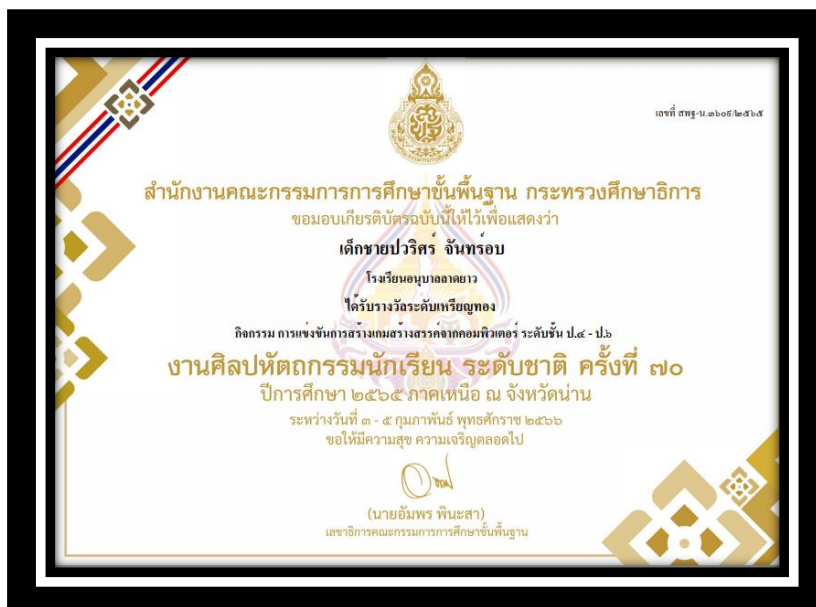 เลขที่ สพฐ-น.๓๖๐๕/๒๕๖๕
สำนักงานคณะกรรมการการศึกษาขั้นพื้นฐาน กระทรวงศึกษาธิการ
ขอมอบเกียรติบัตรฉบับนี้ให้ไว้เพื่อแสดงว่า
เด็กชายปวริศร์ จันทร์อบ
โรงเรียนอนุบาลลาดยาว
ได้รับรางวัลระดับเหรียญทอง
กิจกรรม การแข่งขันการสร้างเกมสร้างสรรค์จากคอมพิวเตอร์ ระดับชั้น ป.๔ - ป.๖
งานศิลปหัตถกรรมนักเรียน ระดับชาติ ครั้งที่ ๗๐
ปีการศึกษา ๒๕๖๕ ภาคเหนือ ณ จังหวัดน่าน
ระหว่างวันที่ ๓ - ๕ กุมภาพันธ์ พุทธศักราช ๒๕๖๖
ขอให้มีความสุข ความเจริญตลอดไป
(นายอัมพร พินะสา)
เลขาธิการคณะกรรมการการศึกษาขั้นพื้นฐาน